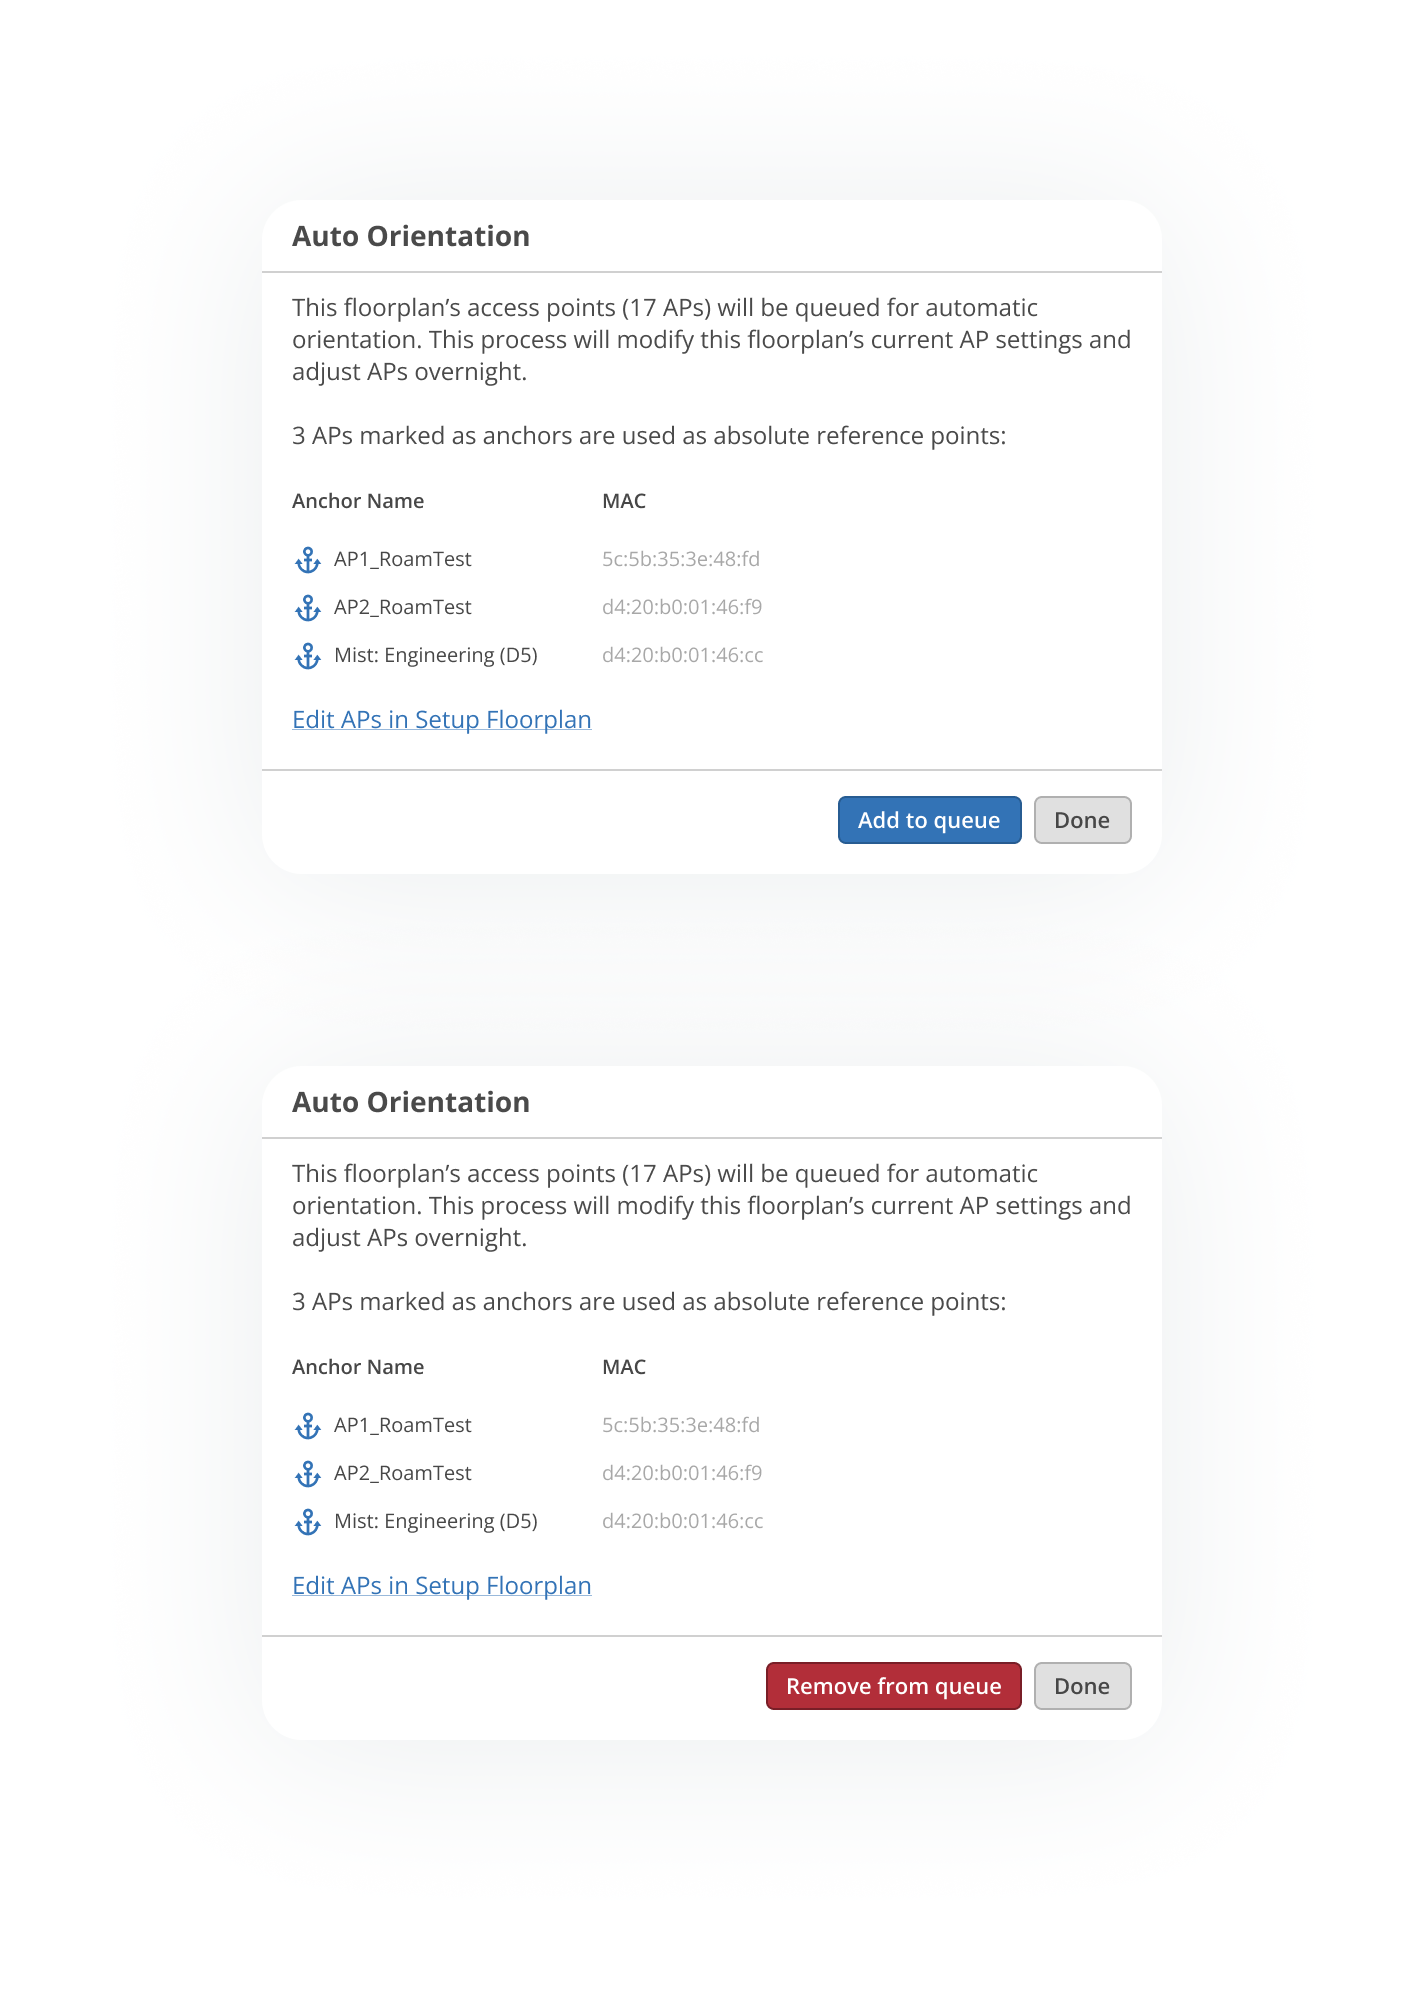 Auto Orientation
This floorplan’s access points (17 APs) will be queued for automatic
orientation. This process will modify this floorplan’s current AP settings and
adjust APs overnight.
3 APs marked as anchors are used as absolute reference points:
Anchor Name MAC
AP1_RoamTest 5c:5b:35:3e:48:fd
AP2_RoamTest d4:20:b0:01:46:f9
Mist: Engineering (D5) d4:20:b0:01:46:cc
Edit APs in Setup Floorplan
Add to queue Done
Auto Orientation
This floorplan’s access points (17 APs) will be queued for automatic
orientation. This process will modify this floorplan’s current AP settings and
adjust APs overnight.
3 APs marked as anchors are used as absolute reference points:
Anchor Name MAC
AP1_RoamTest 5c:5b:35:3e:48:fd
AP2_RoamTest d4:20:b0:01:46:f9
Mist: Engineering (D5) d4:20:b0:01:46:cc
Edit APs in Setup Floorplan
Remove from queue Done